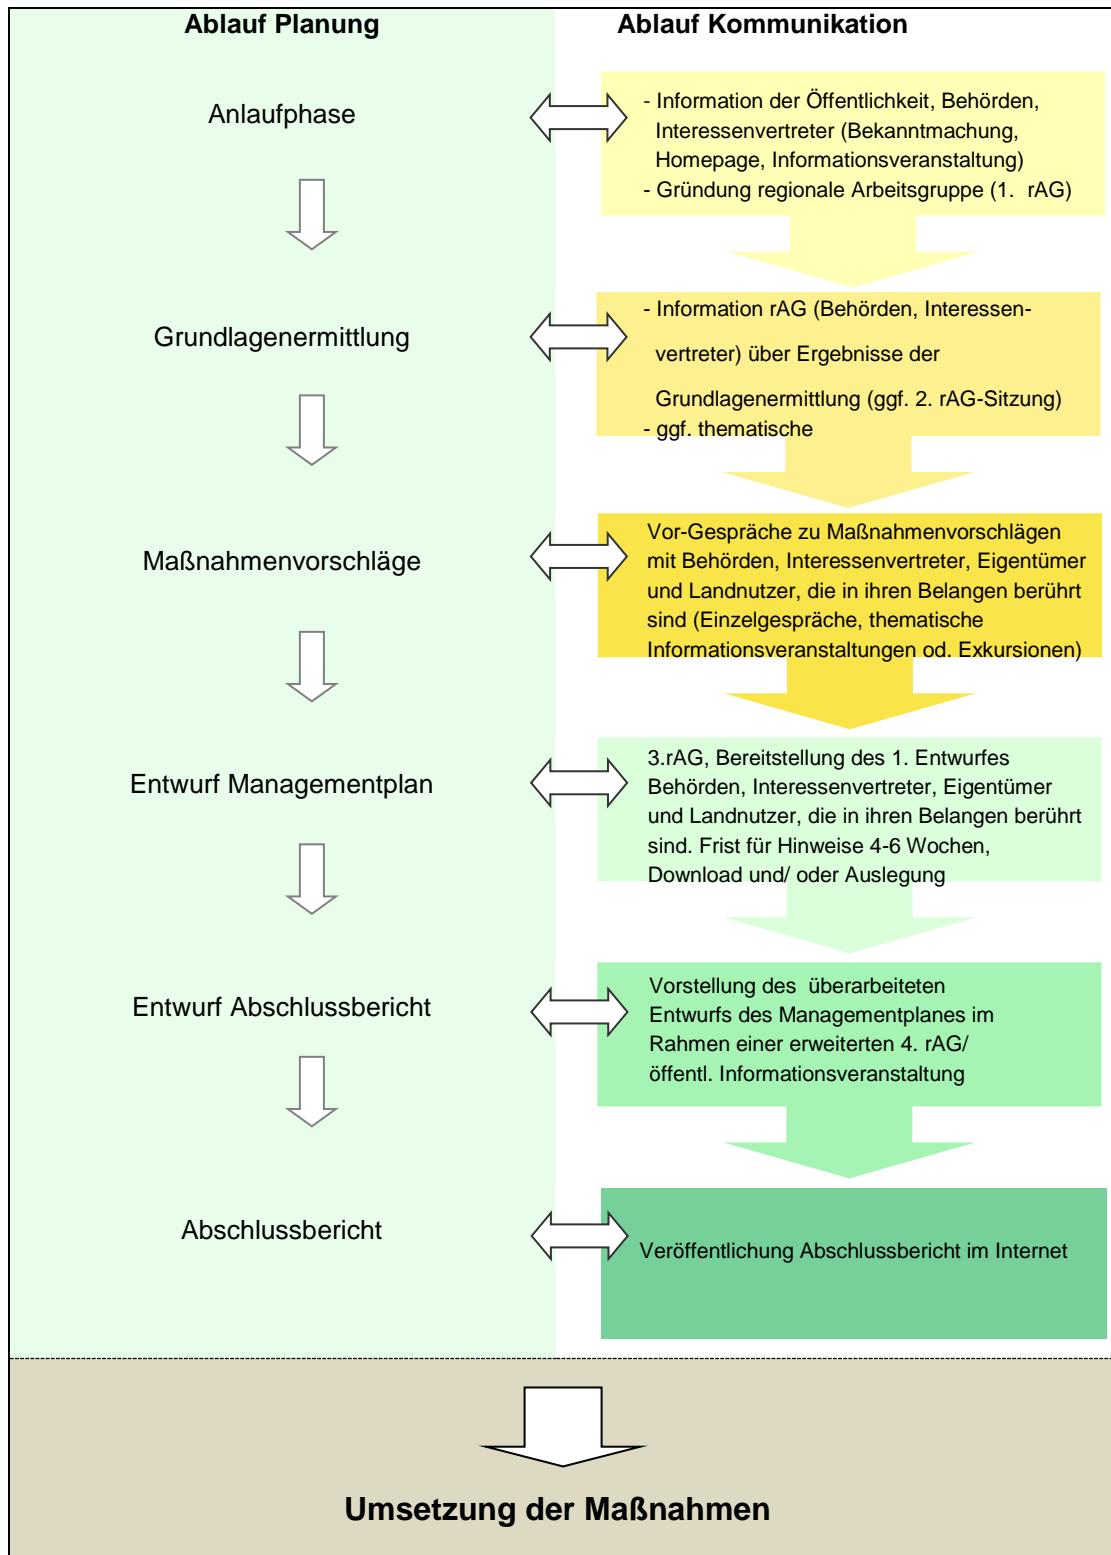 Ablauf Planung
Ablauf Kommunikation
Anlaufphase
- Information der Öffentlichkeit, Behörden,
Interessenvertreter (Bekanntmachung,
Homepage, Informationsveranstaltung)
- Gründung regionale Arbeitsgruppe (1. rAG)
Grundlagenermittlung
- Information rAG (Behörden, Interessen-
vertreter) über Ergebnisse der
Grundlagenermittlung (ggf. 2. rAG-Sitzung)
- ggf. thematische
Maßnahmenvorschläge
Vor-Gespräche zu Maßnahmenvorschlägen
mit Behörden, Interessenvertreter, Eigentümer
und Landnutzer, die in ihren Belangen berührt
sind (Einzelgespräche, thematische
Informationsveranstaltungen od. Exkursionen)
Entwurf Managementplan
3.rAG, Bereitstellung des 1. Entwurfes
Behörden, Interessenvertreter, Eigentümer
und Landnutzer, die in ihren Belangen berührt
sind. Frist für Hinweise 4-6 Wochen,
Download und/ oder Auslegung
Entwurf Abschlussbericht
Vorstellung des überarbeiteten
Entwurfs des Managementplanes im
Rahmen einer erweiterten 4. rAG/
öffentl. Informationsveranstaltung
Abschlussbericht
Veröffentlichung Abschlussbericht im Internet
Umsetzung der Maßnahmen